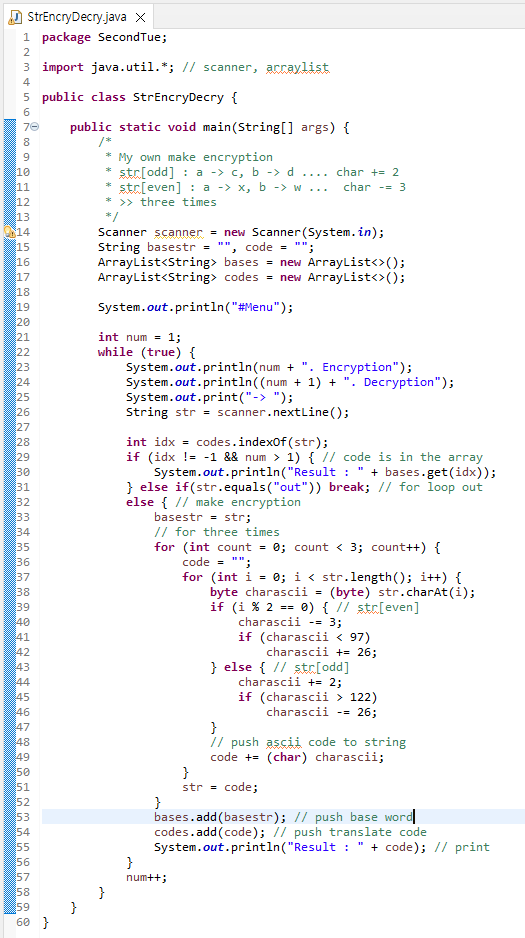 StrEncryDecry.java
1 package SecondTue;
2
3 import java.util.*; // scanner, arraylist
4
5 public class StrEncryDecry {
6
7     public static void main(String[] args) {
8         /*
9          * My own make encryption
10          * str[odd] : a -> c, b -> d .... char += 2
11          * str[even] : a -> x, b -> w ...  char -= 3
12          * >> three times
13          */
14         Scanner scanner = new Scanner(System.in);
15         String basestr = "", code = "";
16         ArrayList<String> bases = new ArrayList<>();
17         ArrayList<String> codes = new ArrayList<>();
18
19         System.out.println("#Menu");
20
21         int num = 1;
22         while (true) {
23             System.out.println(num + ". Encryption");
24             System.out.println((num + 1) + ". Decryption");
25             System.out.print("-> ");
26             String str = scanner.nextLine();
27
28             int idx = codes.indexOf(str);
29             if (idx != -1 && num > 1) { // code is in the array
30                 System.out.println("Result : " + bases.get(idx));
31             } else if(str.equals("out")) break; // for loop out
32             else { // make encryption
33                 basestr = str;
34                 // for three times
35                 for (int count = 0; count < 3; count++) {
36                     code = "";
37                     for (int i = 0; i < str.length(); i++) {
38                         byte charascii = (byte) str.charAt(i);
39                         if (i % 2 == 0) { // str[even]
40                             charascii -= 3;
41                             if (charascii < 97)
42                                 charascii += 26;
43                         } else { // str[odd]
44                             charascii += 2;
45                             if (charascii > 122)
46                                 charascii -= 26;
47                         }
48                         // push ascii code to string
49                         code += (char) charascii;
50                     }
51                     str = code;
52                 }
53                 bases.add(basestr); // push base word
54                 codes.add(code); // push translate code
55                 System.out.println("Result : " + code); // print
56             }
57             num++;
58         }
59     }
60 }